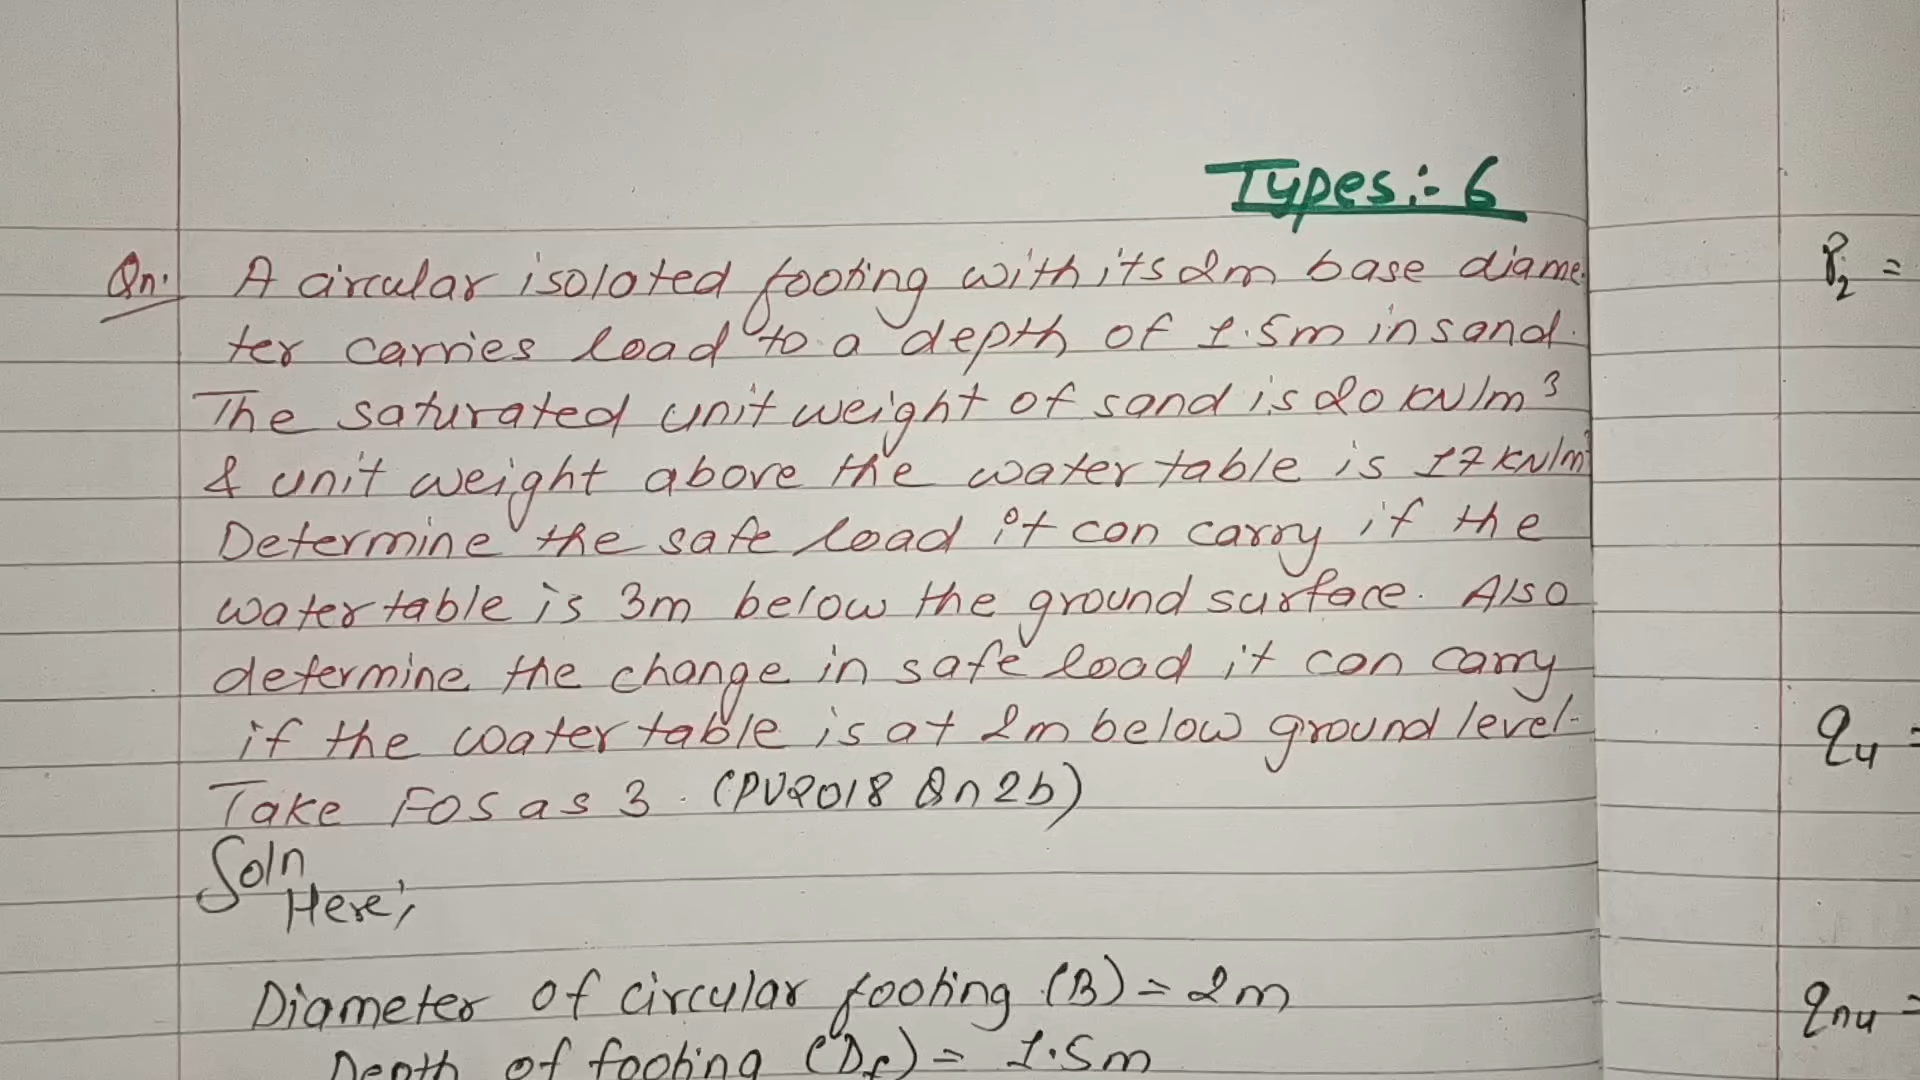 Types:- 6
Qn. A circular isolated footing with its 2m base diame
ter carries load to a depth of 1.5m in sand.
The saturated unit weight of sand is 20 KN/m³
& unit weight above the water table is 17 KN/m³
Determine the safe load it can carry if the
water table is 3m below the ground surface. Also
determine the change in safe load it can carry
if the water table is at 2m below ground level.
Take FOS as 3. (PU2018 Qn2b)
Soln
Here,
Diameter of circular footing (B) = 2m
Depth of footing (Df) = 1.5m
P₂ =
qu =
qnu =